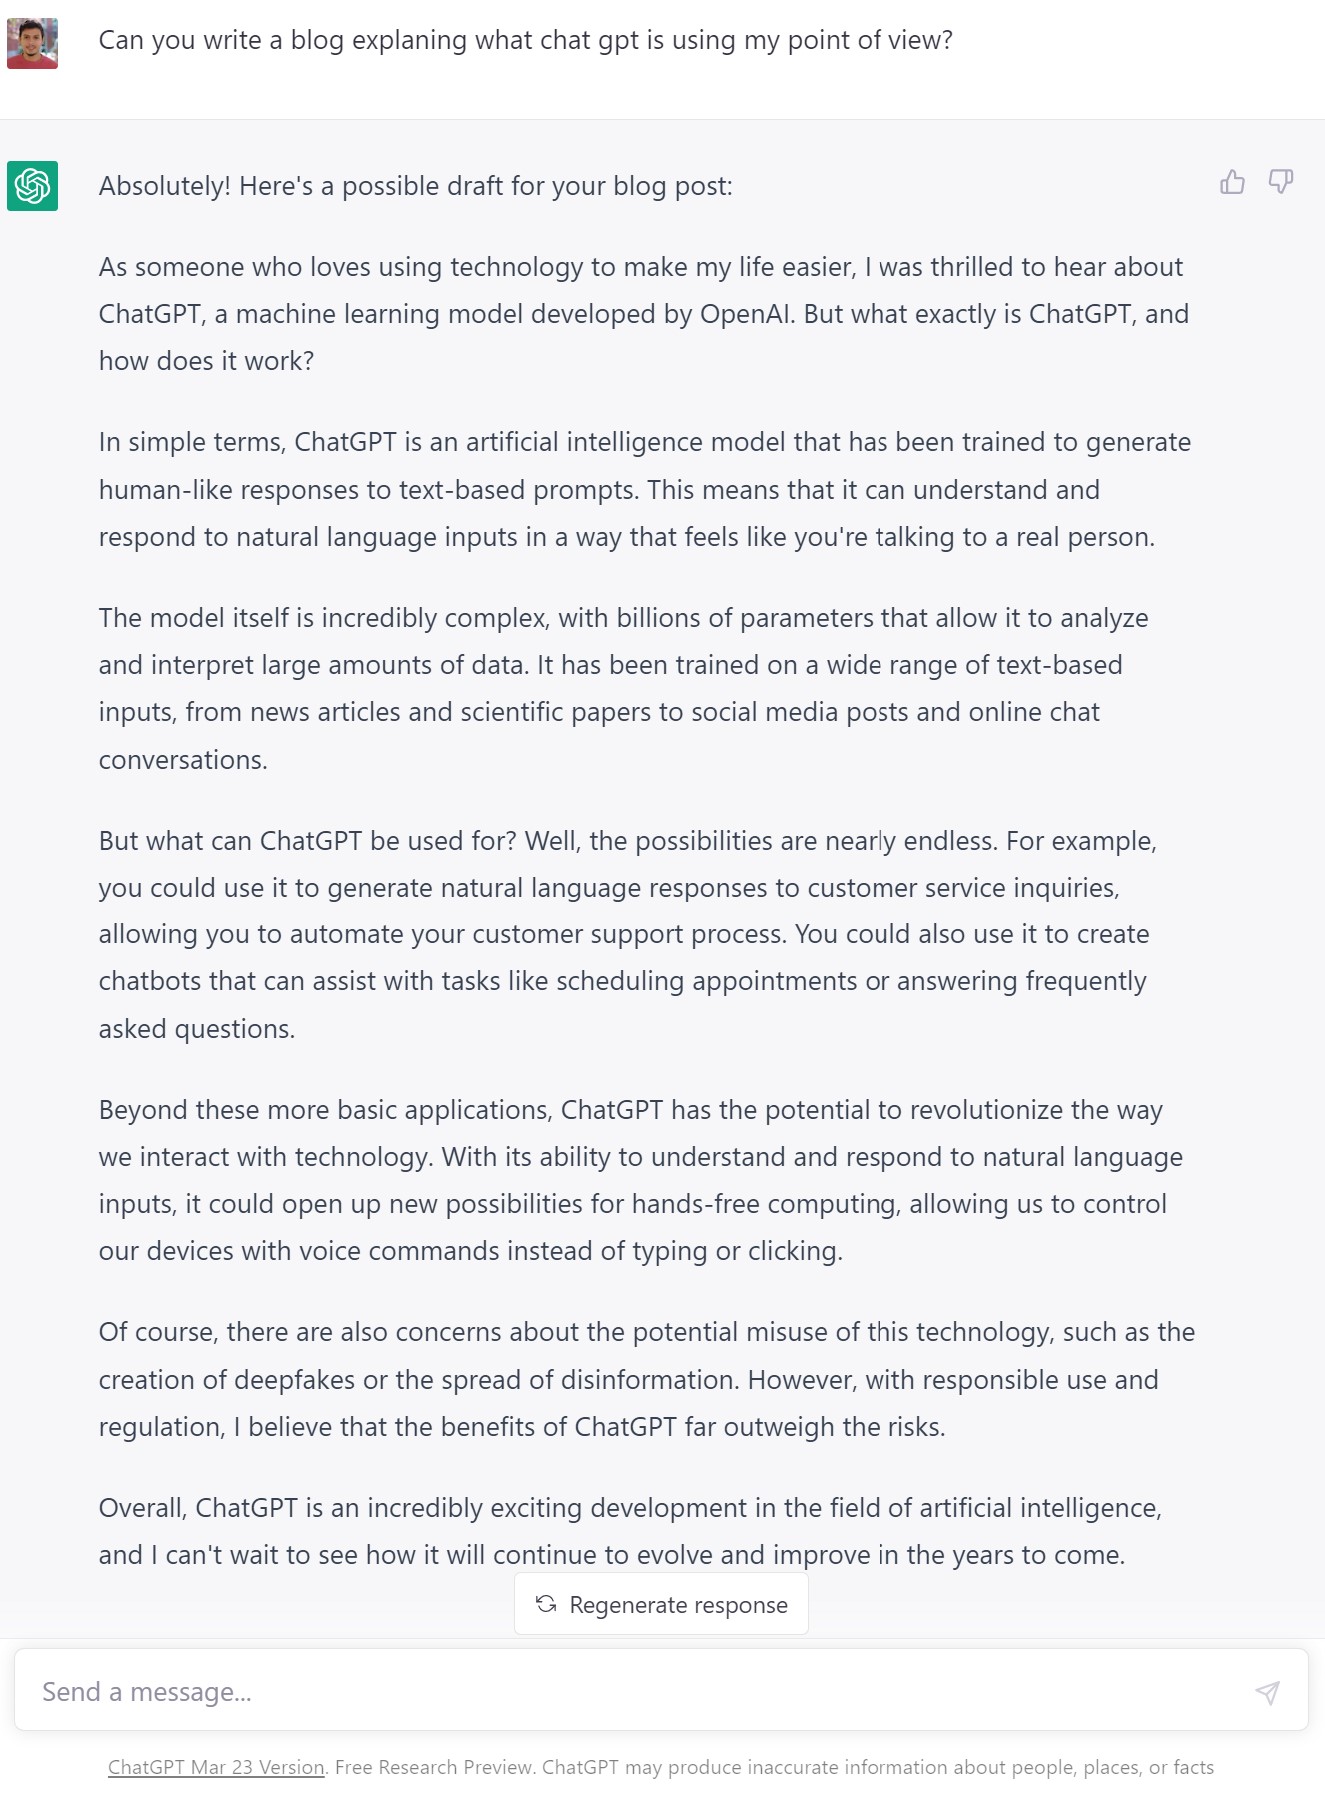 Can you write a blog explaning what chat gpt is using my point of view?
Absolutely! Here's a possible draft for your blog post:
As someone who loves using technology to make my life easier, I was thrilled to hear about
ChatGPT, a machine learning model developed by OpenAI. But what exactly is ChatGPT, and
how does it work?
In simple terms, ChatGPT is an artificial intelligence model that has been trained to generate
human-like responses to text-based prompts. This means that it can understand and
respond to natural language inputs in a way that feels like you're talking to a real person.
The model itself is incredibly complex, with billions of parameters that allow it to analyze
and interpret large amounts of data. It has been trained on a wide range of text-based
inputs, from news articles and scientific papers to social media posts and online chat
conversations.
But what can ChatGPT be used for? Well, the possibilities are nearly endless. For example,
you could use it to generate natural language responses to customer service inquiries,
allowing you to automate your customer support process. You could also use it to create
chatbots that can assist with tasks like scheduling appointments or answering frequently
asked questions.
Beyond these more basic applications, ChatGPT has the potential to revolutionize the way
we interact with technology. With its ability to understand and respond to natural language
inputs, it could open up new possibilities for hands-free computing, allowing us to control
our devices with voice commands instead of typing or clicking.
Of course, there are also concerns about the potential misuse of this technology, such as the
creation of deepfakes or the spread of disinformation. However, with responsible use and
regulation, I believe that the benefits of ChatGPT far outweigh the risks.
Overall, ChatGPT is an incredibly exciting development in the field of artificial intelligence,
and I can't wait to see how it will continue to evolve and improve in the years to come.
Regenerate response
Send a message...
ChatGPT Mar 23 Version. Free Research Preview. ChatGPT may produce inaccurate information about people, places, or facts